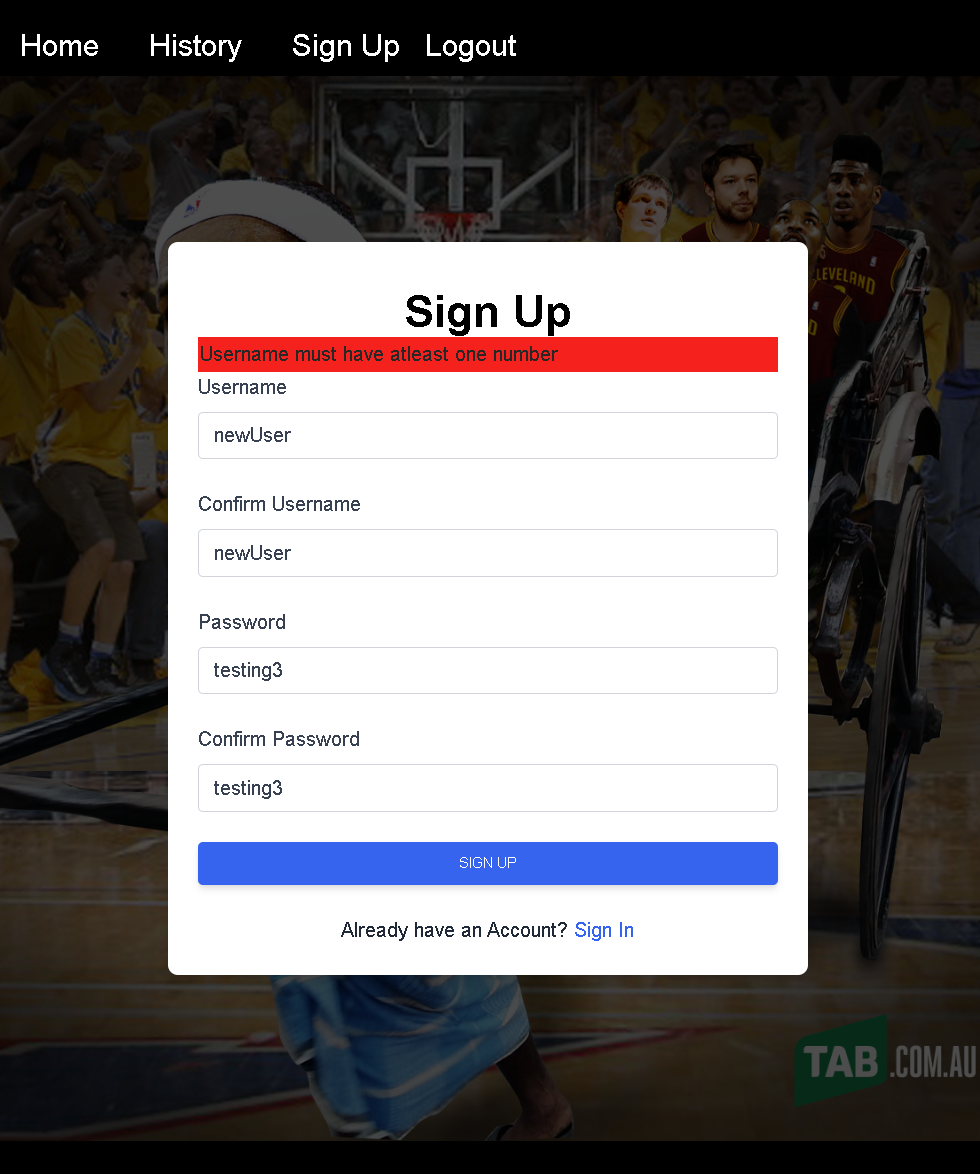 Home History Sign Up Logout
LEVELAND
Sign Up
Username must have atleast one number
Username
newUser
Confirm Username
newUser
Password
testing3
Confirm Password
testing3
SIGN UP
Already have an Account? Sign In
TAB.COM.AU